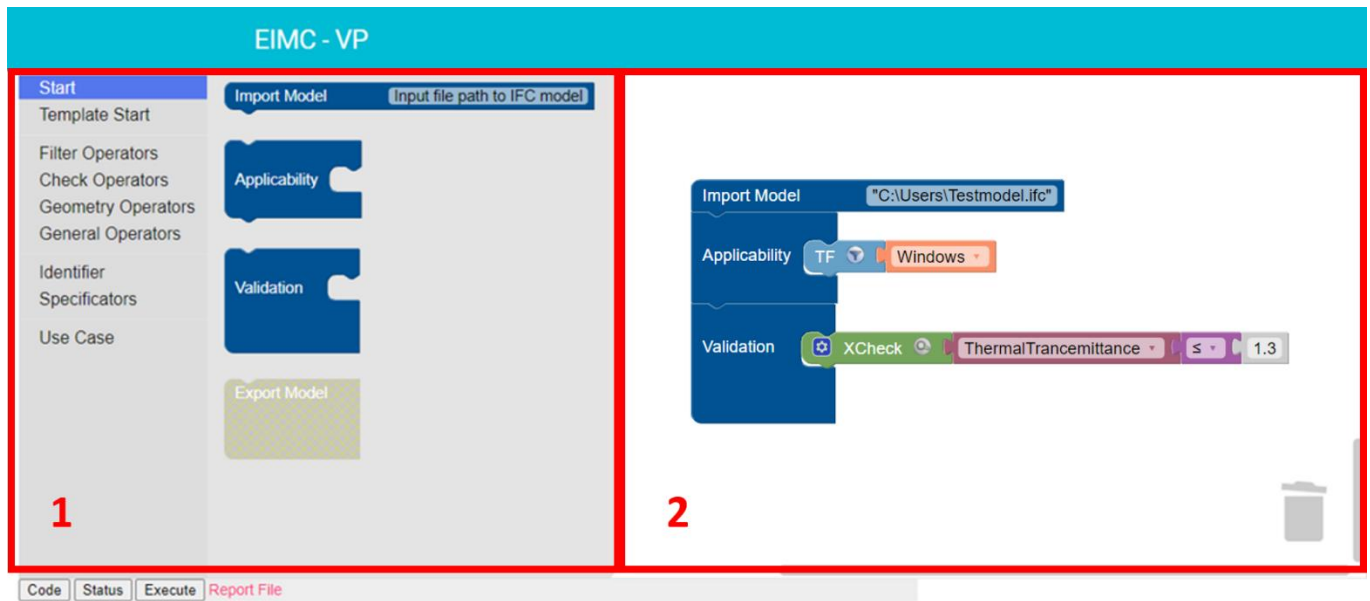 EIMC - VP
Start
Template Start
Filter Operators
Check Operators
Geometry Operators
General Operators
Identifier
Specificators
Use Case
1
Import Model Input file path to IFC model
Applicability
Validation
Export Model
Import Model "C:\Users\Testmodel.ifc"
Applicability TF Windows
Validation XCheck ThermalTrancemittance ≤ 1.3
2
Code Status Execute Report File